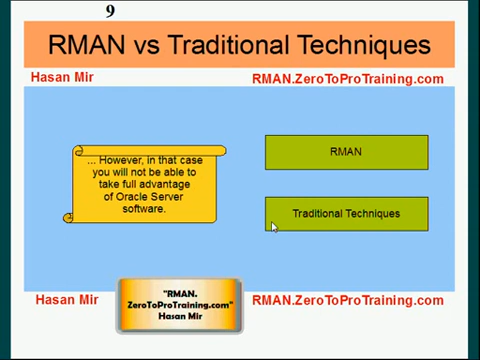 9
RMAN vs Traditional Techniques
Hasan Mir
RMAN.ZeroToProTraining.com
... However, in that case
you will not be able to
take full advantage
of Oracle Server
software.
RMAN
Traditional Techniques
Hasan Mir
"RMAN.
ZeroToProTraining.com"
Hasan Mir
RMAN.ZeroToProTraining.com